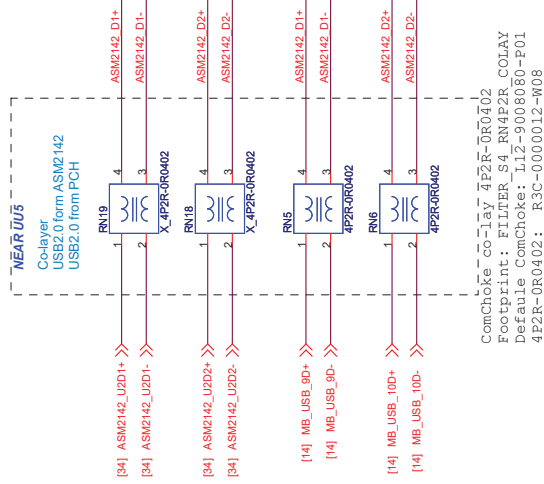 NEAR UU5
Co-layer
USB2.0 form ASM2142
USB2.0 from PCH
[34] ASM2142_U2D1+
[34] ASM2142_U2D1-
1
2
RN19
4
3
X_4P2R-0R0402
ASM2142_D1+
ASM2142_D1-
[34] ASM2142_U2D2+
[34] ASM2142_U2D2-
1
2
RN18
4
3
X_4P2R-0R0402
ASM2142_D2+
ASM2142_D2-
[14] MB_USB_9D+
[14] MB_USB_9D-
1
2
RN5
4
3
4P2R-0R0402
ASM2142_D1+
ASM2142_D1-
[14] MB_USB_10D+
[14] MB_USB_10D-
1
2
RN6
4
3
4P2R-0R0402
ASM2142_D2+
ASM2142_D2-
ComChoke co-lay 4P2R-0R0402
Footprint: FILTER_S4_RN4P2R_COLAY
Defaule ComChoke: L12-9008080-P01
4P2R-0R0402: R3C-0000012-W08